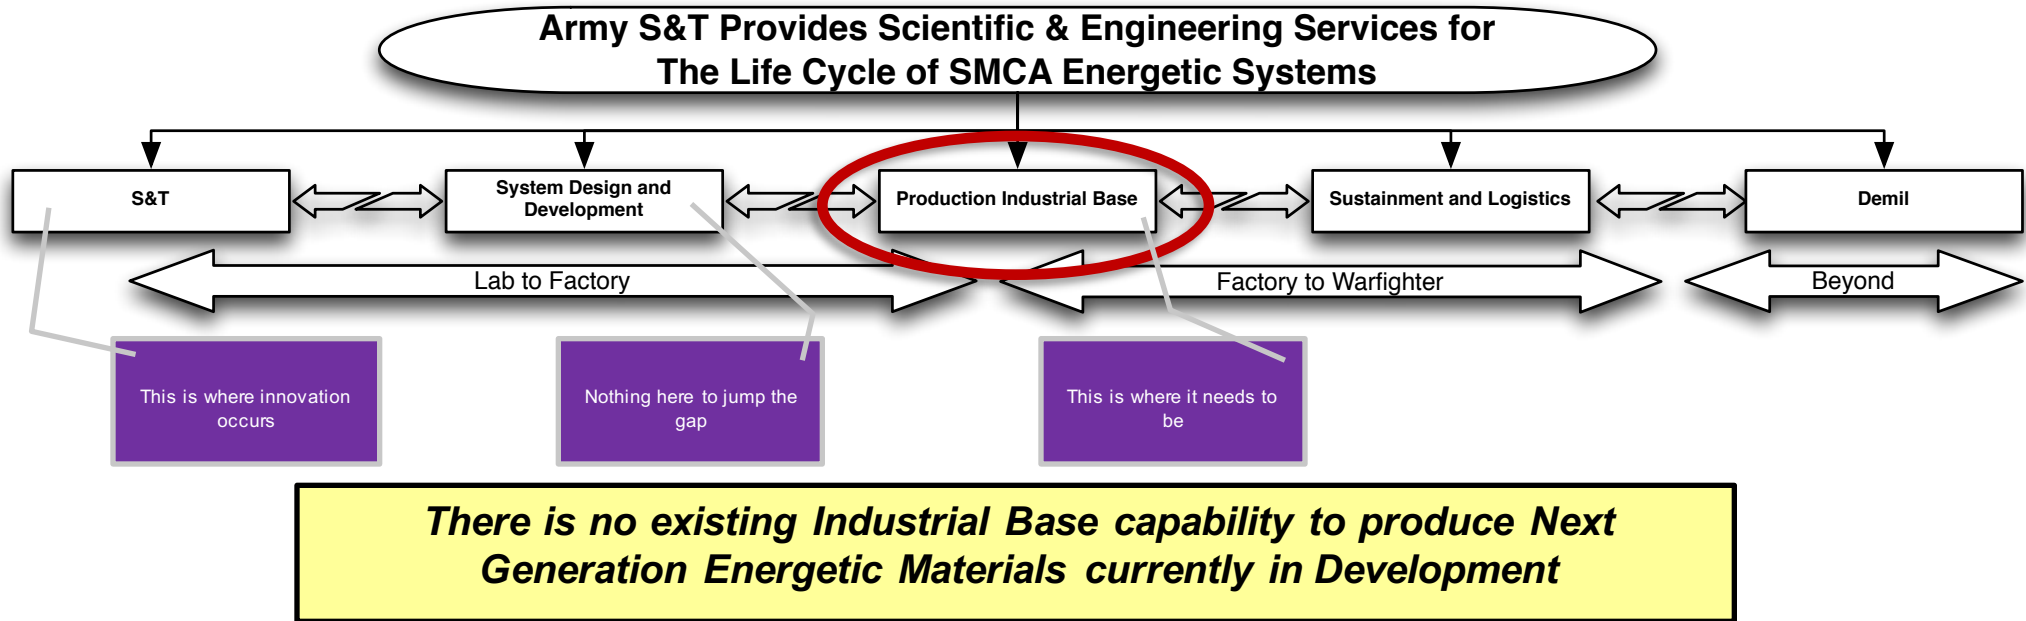 Army S&T Provides Scientific & Engineering Services for
The Life Cycle of SMCA Energetic Systems
S&T
System Design and
Development
Production Industrial Base
Sustainment and Logistics
Demil
Lab to Factory
Factory to Warfighter
Beyond
This is where innovation
occurs
Nothing here to jump the
gap
This is where it needs to
be
There is no existing Industrial Base capability to produce Next
Generation Energetic Materials currently in Development